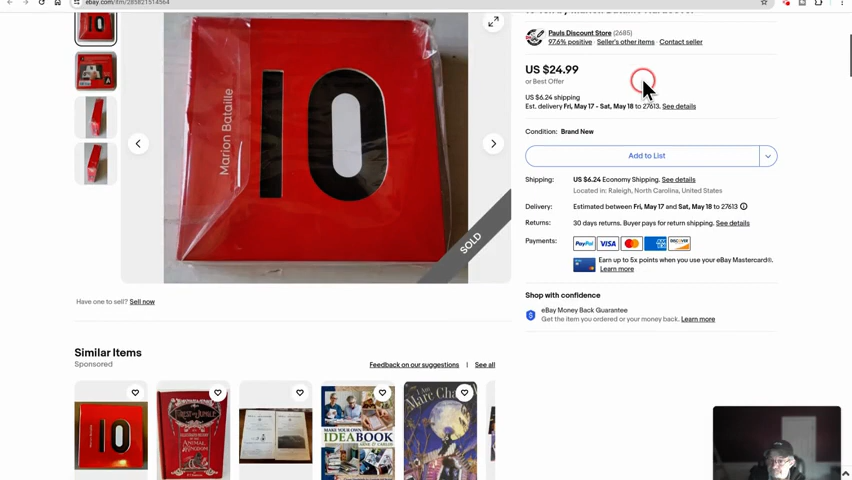 ebay.com/itm/285821514564
Marion Bataille
10
SOLD
Pauls Discount Store (2685)
97.6% positive · Seller's other items · Contact seller
US $24.99
or Best Offer
US $6.24 shipping
Est. delivery Fri, May 17 - Sat, May 18 to 27613. See details
Condition: Brand New
Add to List
Shipping: US $6.24 Economy Shipping. See details
Located in: Raleigh, North Carolina, United States
Delivery: Estimated between Fri, May 17 and Sat, May 18 to 27613
Returns: 30 days returns. Buyer pays for return shipping. See details
Payments: PayPal VISA DISCOVER
Earn up to 5x points when you use your eBay Mastercard®.
Learn more
Shop with confidence
eBay Money Back Guarantee
Get the item you ordered or your money back. Learn more
Have one to sell? Sell now
Similar Items
Sponsored
Feedback on our suggestions | See all
10
MAKE YOUR OWN
IDEABOOK